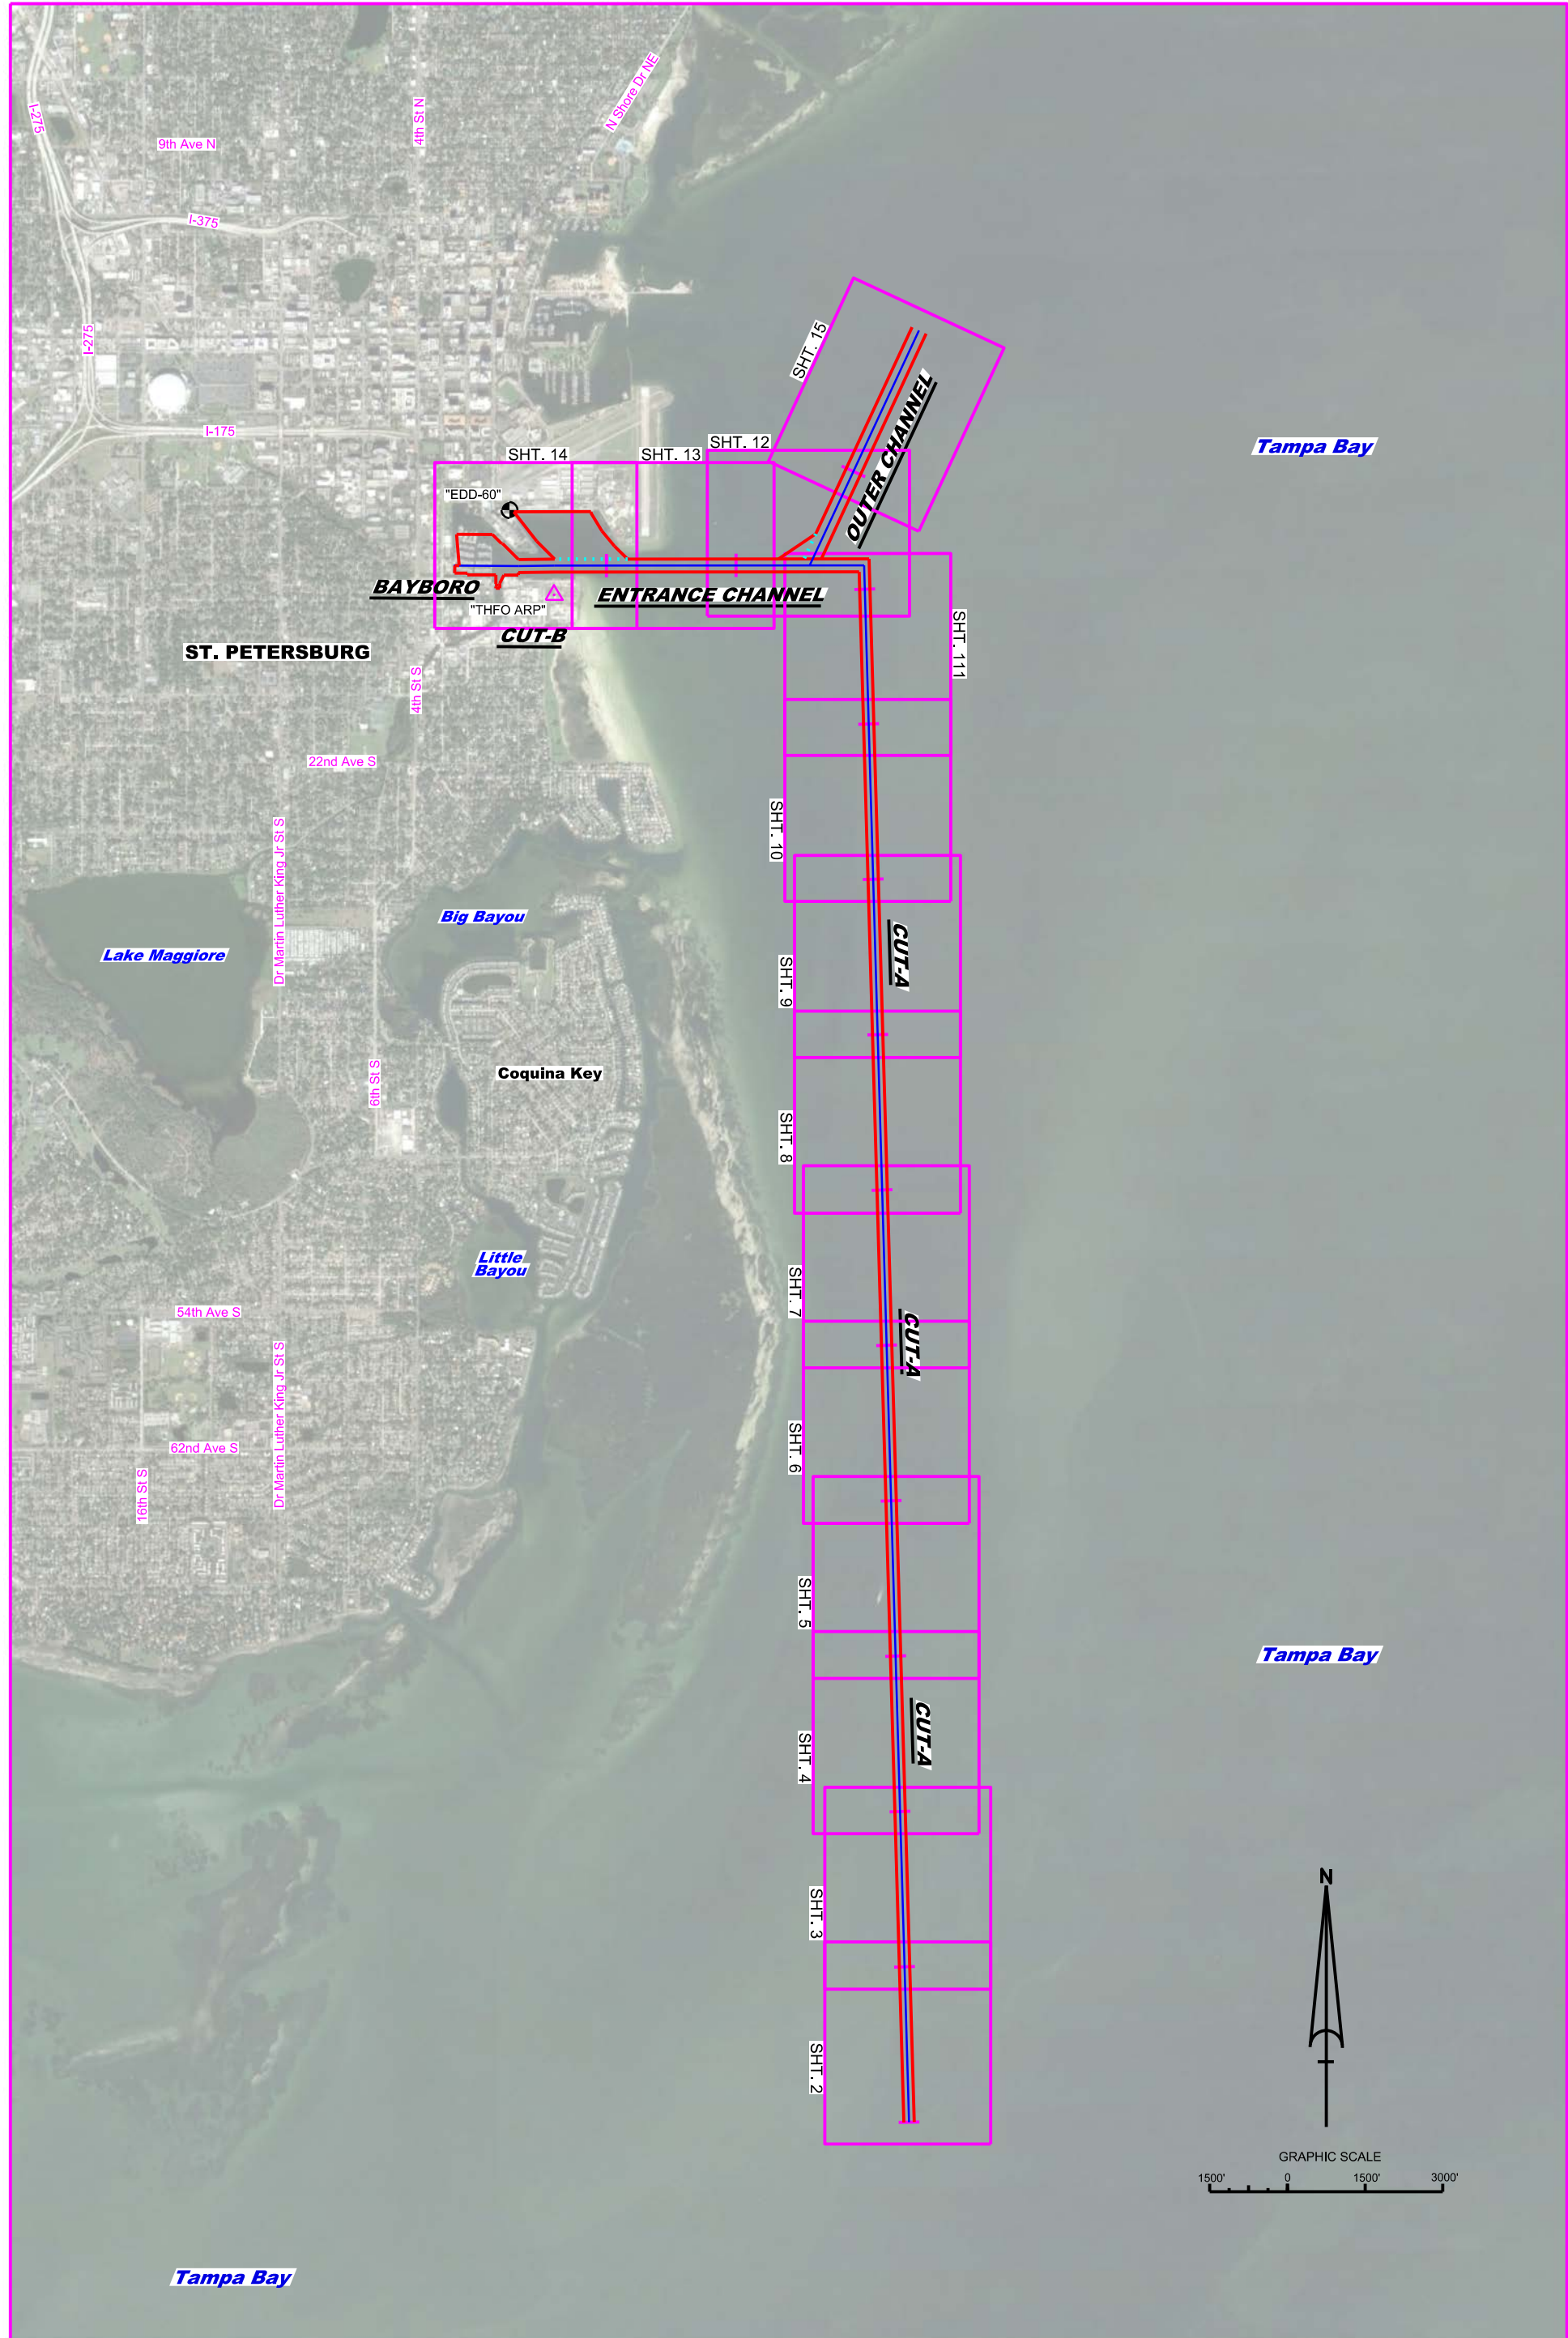 N Shore Dr NE
I-275
4th St N
9th Ave N
I-375
I-275
SHT. 15
OUTER CHANNEL
I-175
Tampa Bay
SHT. 12
SHT. 14
SHT. 13
"EDD-60"
BAYBORO
ENTRANCE CHANNEL
"THFO ARP"
CUT-B
SHT. 111
ST. PETERSBURG
4th St S
22nd Ave S
SHT. 10
Dr Martin Luther King Jr St S
Big Bayou
CUT-A
Lake Maggiore
SHT. 9
Coquina Key
6th St S
SHT. 8
Little
Bayou
SHT. 7
54th Ave S
CUT-A
Dr Martin Luther King Jr St S
62nd Ave S
SHT. 6
16th St S
SHT. 5
Tampa Bay
CUT-A
SHT. 4
N
SHT. 3
SHT. 2
GRAPHIC SCALE
1500' 0 1500' 3000'
Tampa Bay